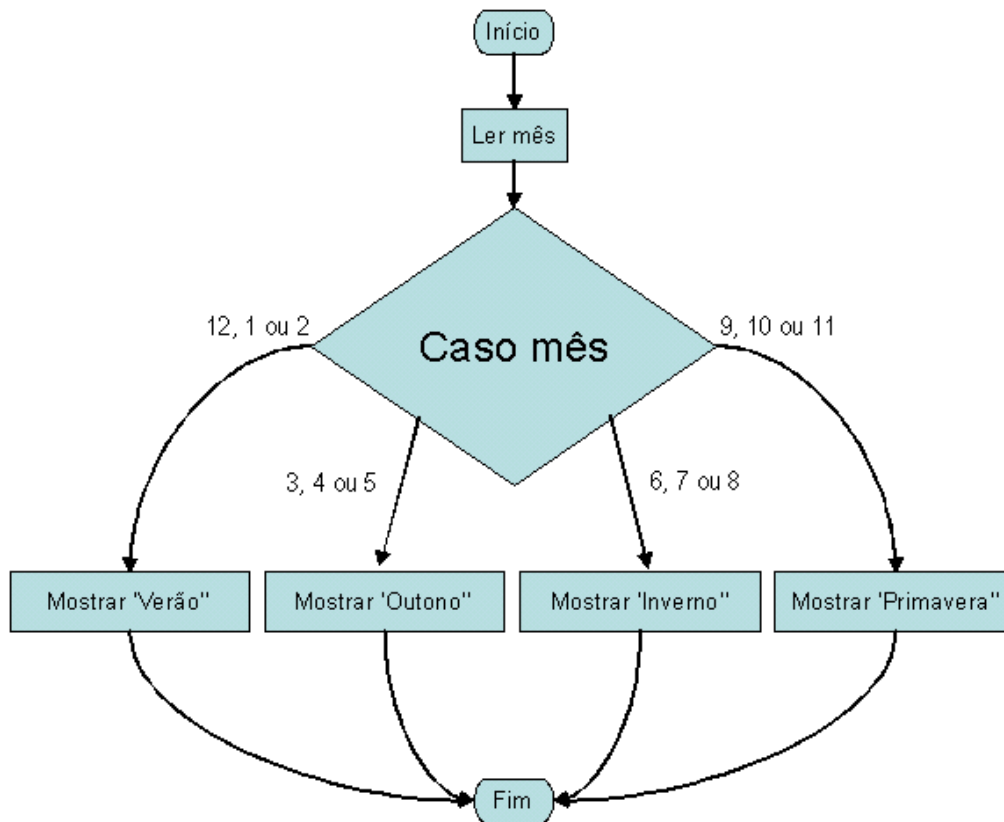 Início
Ler mês
Caso mês
12, 1 ou 2
9, 10 ou 11
3, 4 ou 5
6, 7 ou 8
Mostrar 'Verão"
Mostrar 'Outono"
Mostrar 'Inverno"
Mostrar 'Primavera"
Fim